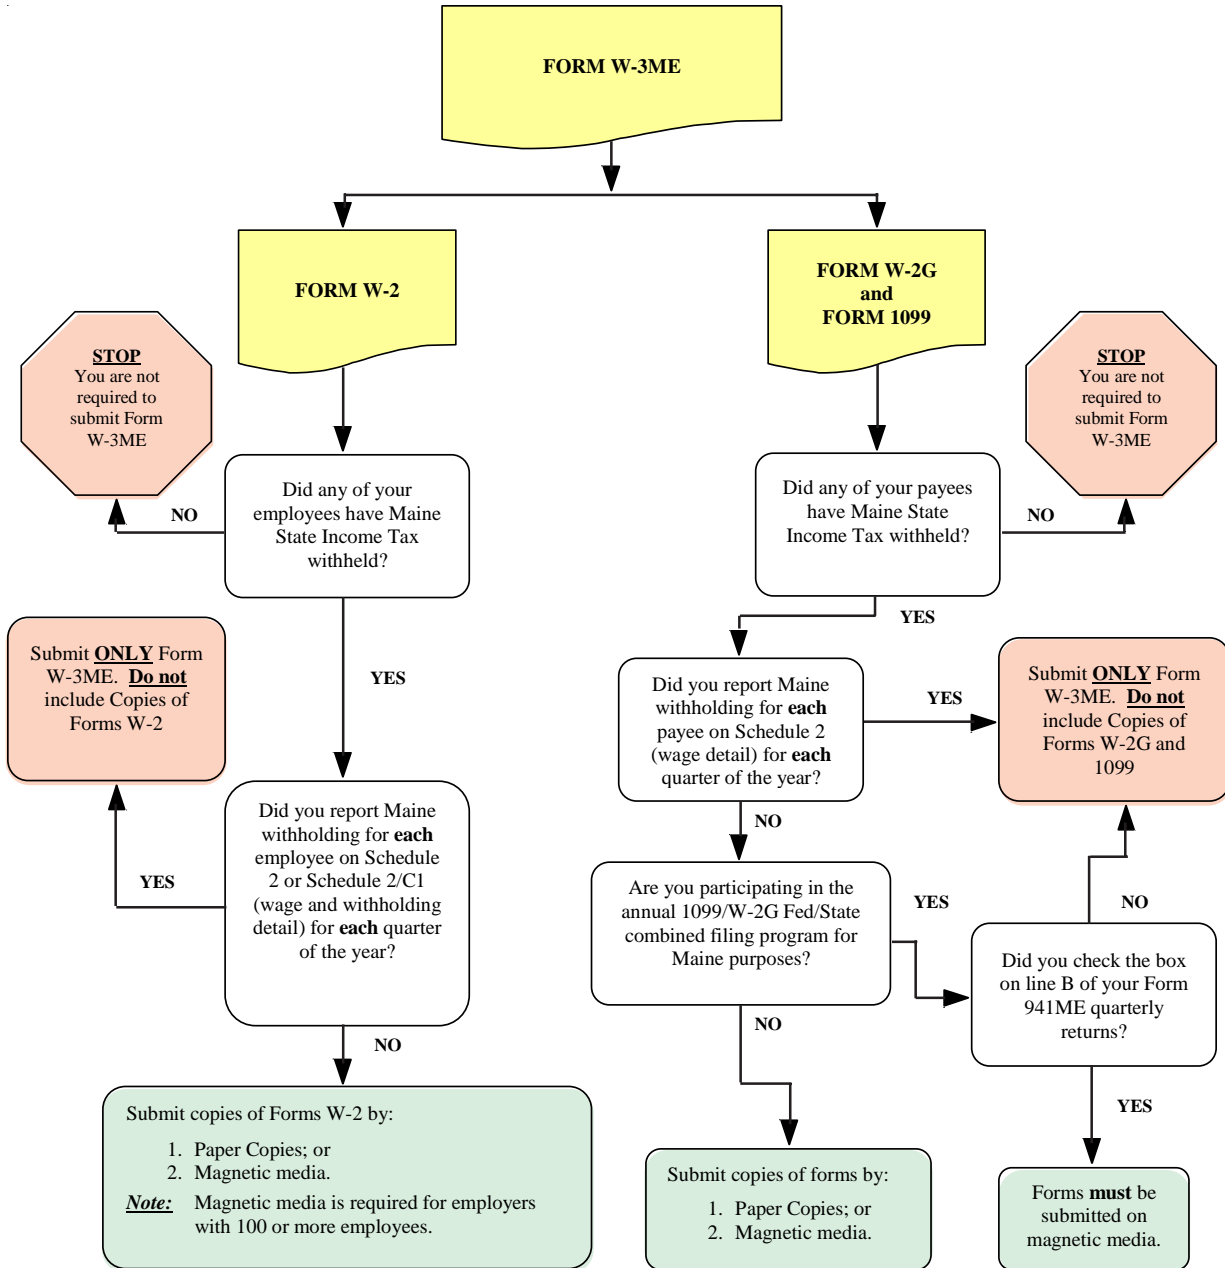 FORM W-3ME
FORM W-2
FORM W-2G
and
FORM 1099
STOP
You are not
required to
submit Form
W-3ME
STOP
You are not
required to
submit Form
W-3ME
Did any of your
employees have Maine
State Income Tax
withheld?
NO
Did any of your payees
have Maine State
Income Tax withheld?
NO
YES
YES
Submit ONLY Form
W-3ME. Do not
include Copies of
Forms W-2
Did you report Maine
withholding for each
payee on Schedule 2
(wage detail) for each
quarter of the year?
YES
Submit ONLY Form
W-3ME. Do not
include Copies of
Forms W-2G and
1099
Did you report Maine
withholding for each
employee on Schedule
2 or Schedule 2/C1
(wage and withholding
detail) for each quarter
of the year?
YES
NO
NO
Are you participating in the
annual 1099/W-2G Fed/State
combined filing program for
Maine purposes?
YES
NO
NO
Did you check the box
on line B of your Form
941ME quarterly
returns?
YES
Submit copies of Forms W-2 by:
1. Paper Copies; or
2. Magnetic media.
Note: Magnetic media is required for employers
with 100 or more employees.
Submit copies of forms by:
1. Paper Copies; or
2. Magnetic media.
Forms must be
submitted on
magnetic media.